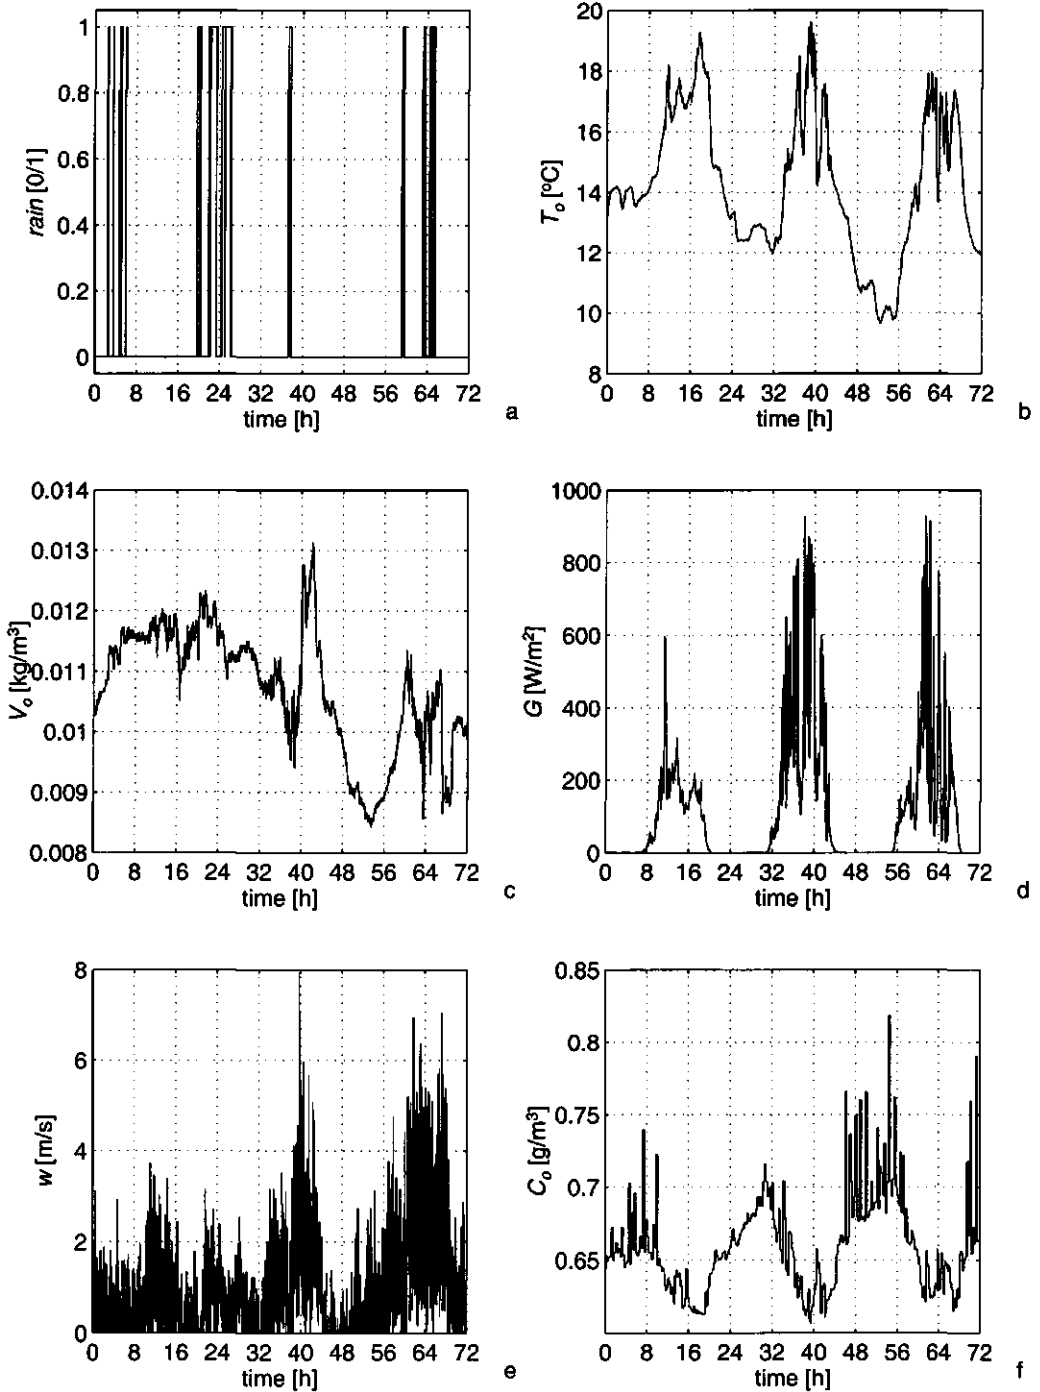 1
0.8
0.6
0.4
0.2
0
rain [0/1]
0 8 16 24 32 40 48 56 64 72
time [h]
a
20
18
16
14
12
10
8
T_o [°C]
0 8 16 24 32 40 48 56 64 72
time [h]
b
0.014
0.013
0.012
0.011
0.01
0.009
0.008
V_o [kg/m³]
0 8 16 24 32 40 48 56 64 72
time [h]
c
1000
800
600
400
200
0
G [W/m²]
0 8 16 24 32 40 48 56 64 72
time [h]
d
8
6
4
2
0
w [m/s]
0 8 16 24 32 40 48 56 64 72
time [h]
e
0.85
0.8
0.75
0.7
0.65
C_o [g/m³]
0 8 16 24 32 40 48 56 64 72
time [h]
f